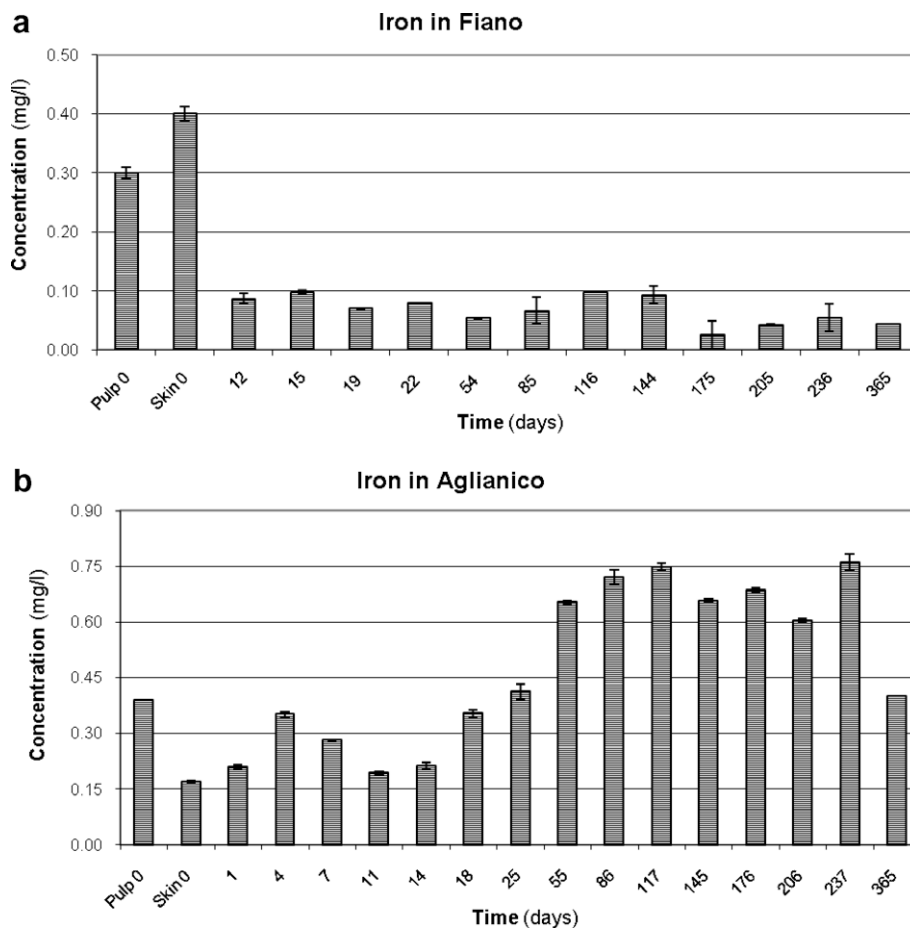 a
Iron in Fiano
Concentration (mg/l)
0.50
0.40
0.30
0.20
0.10
0.00
Pulp 0 Skin 0 12 15 19 22 54 85 116 144 175 205 236 365
Time (days)
b
Iron in Aglianico
Concentration (mg/l)
0.90
0.75
0.60
0.45
0.30
0.15
0.00
Pulp 0 Skin 0 1 4 7 11 14 18 25 55 86 117 145 176 206 237 365
Time (days)